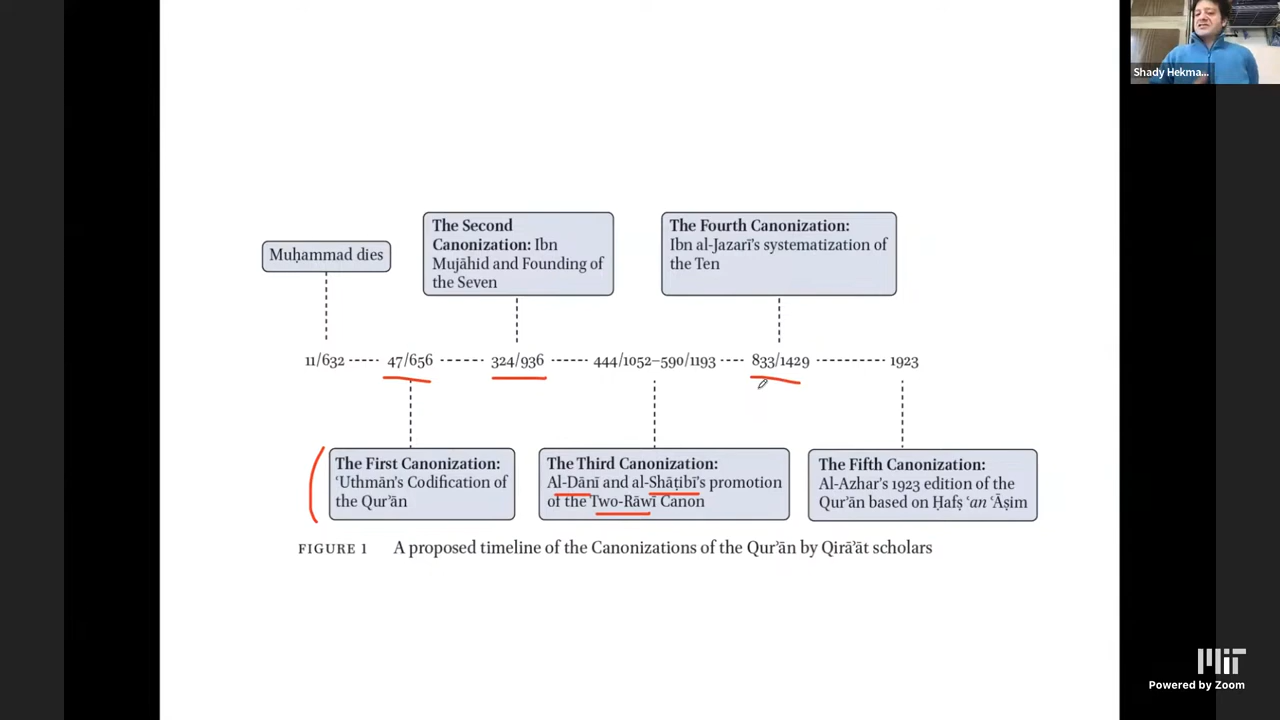 Shady Hekma...
The Second
Canonization: Ibn
Mujāhid and Founding of
the Seven
The Fourth Canonization:
Ibn al-Jazarī’s systematization of
the Ten
Muḥammad dies
11/632 47/656 324/936 444/1052–590/1193 833/1429 1923
The First Canonization:
ʿUthmān’s Codification of
the Qurʾān
The Third Canonization:
Al-Dānī and al-Shāṭibī’s promotion
of the Two-Rāwī Canon
The Fifth Canonization:
Al-Azhar’s 1923 edition of the
Qurʾān based on Ḥafṣ ʿan ʿĀṣim
FIGURE 1 A proposed timeline of the Canonizations of the Qurʾān by Qirāʾāt scholars
MIT
Powered by Zoom